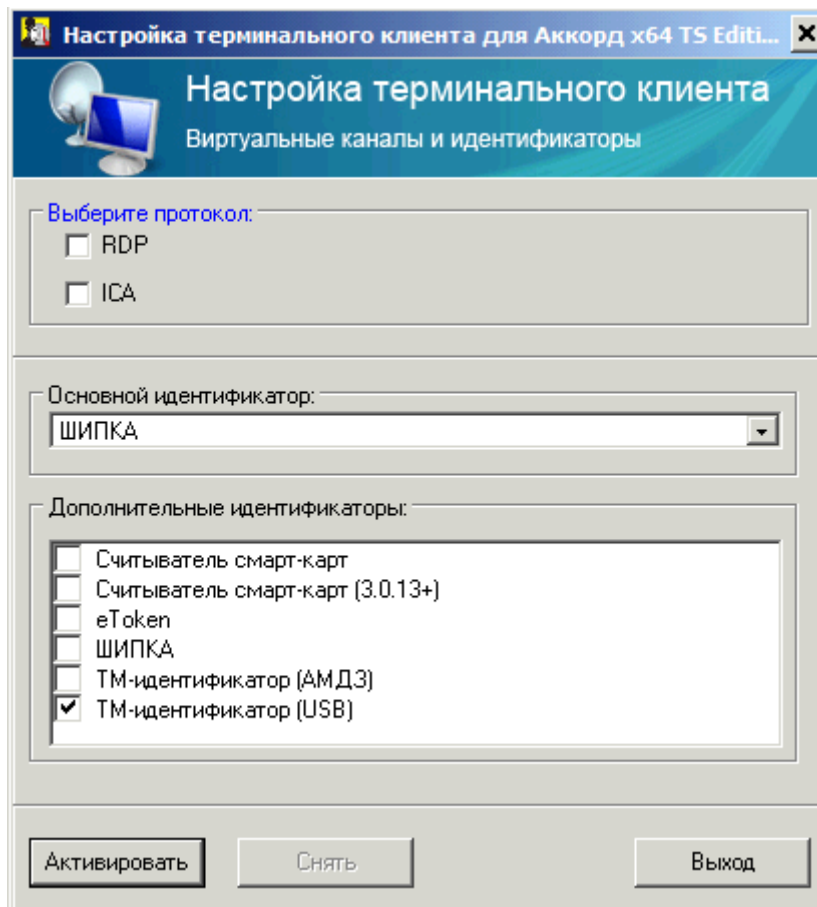 Настройка терминального клиента для Аккорд x64 TS Editi...
Настройка терминального клиента
Виртуальные каналы и идентификаторы
Выберите протокол:
RDP
ICA
Основной идентификатор:
ШИПКА
Дополнительные идентификаторы:
Считыватель смарт-карт
Считыватель смарт-карт (3.0.13+)
eToken
ШИПКА
ТМ-идентификатор (АМДЗ)
ТМ-идентификатор (USB)
Активировать
Снять
Выход